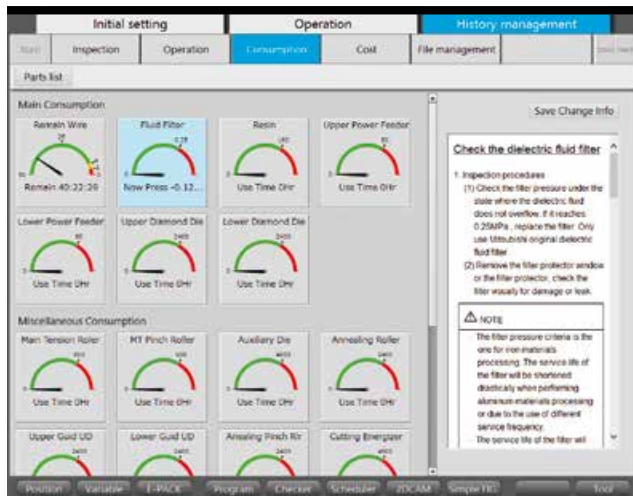 Initial setting Operation History management
Inspection Operation Consumption Cost File management
Parts list
Save Change Info
Main Consumption
Remain Wire Fluid Filter Resin Upper Power Feeder
Remain 40:22:29 Now Press -0.12... Use Time 0Hr Use Time 0Hr
Lower Power Feeder Upper Diamond Die Lower Diamond Die
2400 2400
Use Time 0Hr Use Time 0Hr Use Time 0Hr
Miscellaneous Consumption
Main Tension Roler MT Pinch Roller Auxiliary Die Annealing Roller
Use Time 0Hr Use Time 0Hr Use Time 0Hr Use Time 0Hr
Upper Guid UD Lower Guid UD Annealing Pinch Rlr Cutting Energizer
Check the dielectric fluid filter
1. Inspection procedures
(1) Check the filter pressure under the
state where the dielectric fluid
does not overflow. If it reaches
0.25MPa , replace the filter. Only
use Mitsubishi original dielectric
fluid filter.
(2) Remove the filter protector window
or the filter protector, check the
filter visually for damage or leak.
⚠ NOTE
The filter pressure criteria is the
one for iron materials
processing. The service life of
the filter will be shortened
drastically when performing
aluminum materials processing
or due to the use of different
service frequency.
The service life of the filter will
Position Variable E-PACK Program Checker Scheduler 2DCAM Simple FIG Tool